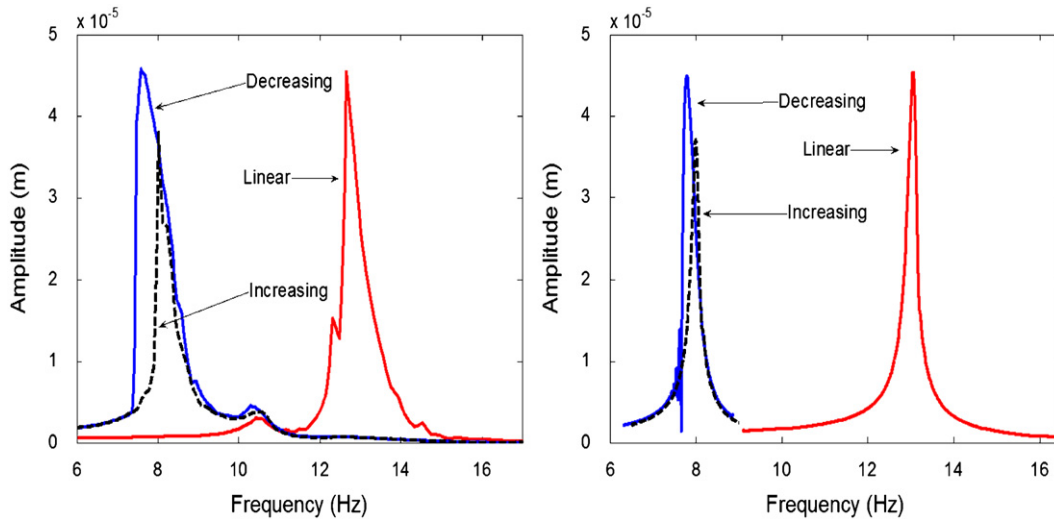 x 10⁻⁵
5
4
3
2
1
0
6
8
10
12
14
16
Amplitude (m)
Frequency (Hz)
Decreasing
Linear
Increasing
x 10⁻⁵
5
4
3
2
1
0
6
8
10
12
14
16
Amplitude (m)
Frequency (Hz)
Decreasing
Linear
Increasing